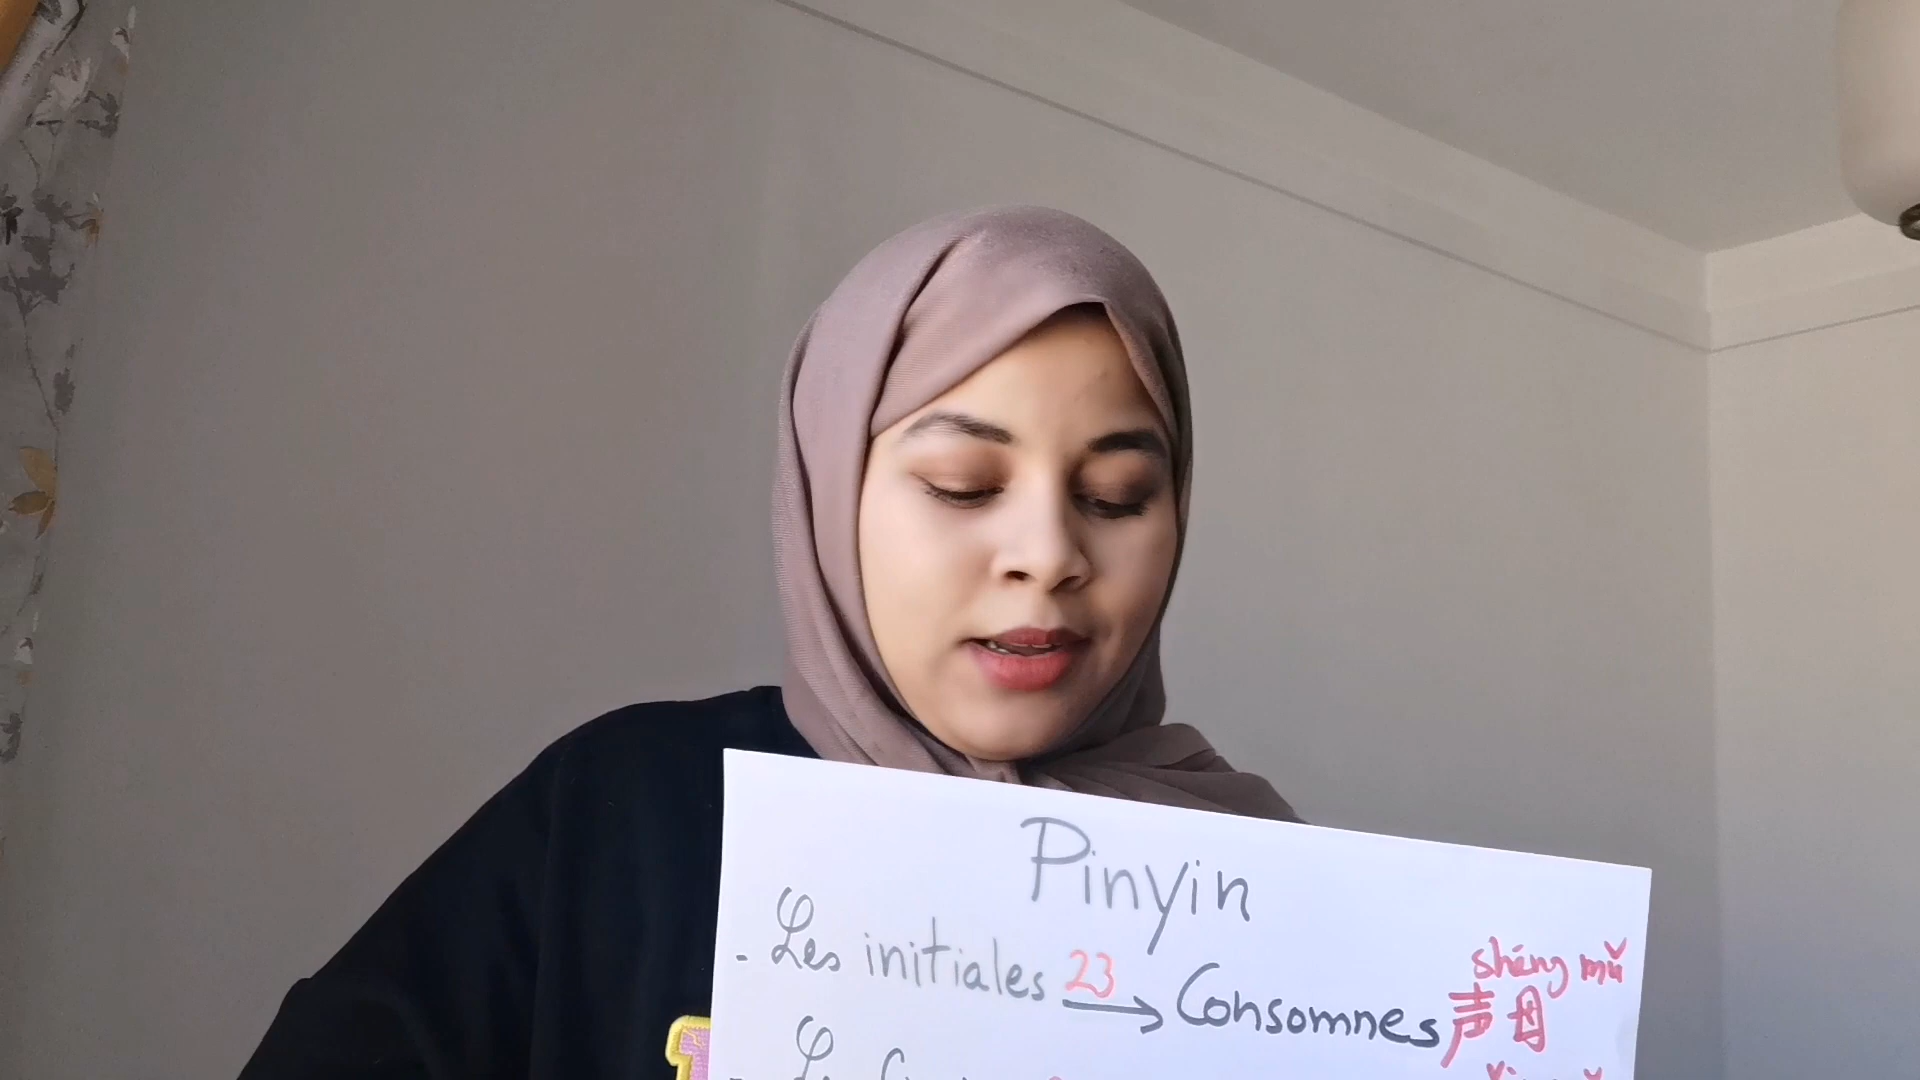 Pinyin
- Les initiales 23 → Consomnes shēng mǔ
声母